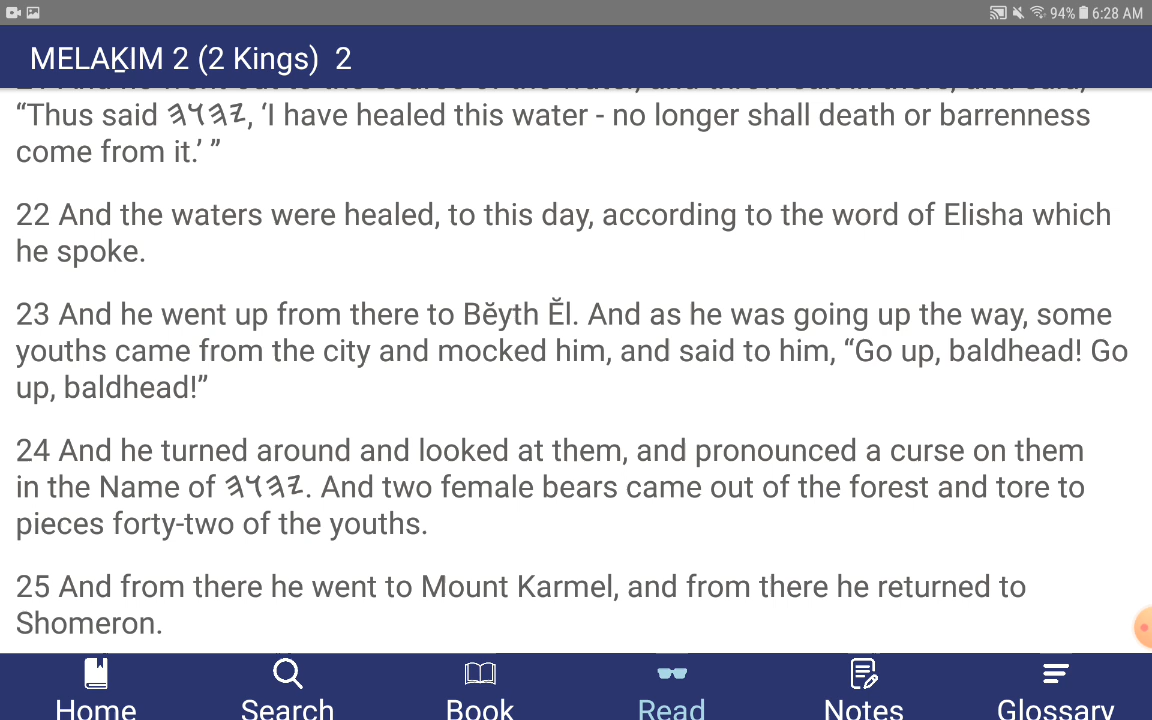 94% 6:28 AM
MELAḴIM 2 (2 Kings) 2
“Thus said 𐤉𐤄𐤅𐤄, ‘I have healed this water - no longer shall death or barrenness
come from it.’ ”
22 And the waters were healed, to this day, according to the word of Elisha which
he spoke.
23 And he went up from there to Bĕyth Ĕl. And as he was going up the way, some
youths came from the city and mocked him, and said to him, “Go up, baldhead! Go
up, baldhead!”
24 And he turned around and looked at them, and pronounced a curse on them
in the Name of 𐤉𐤄𐤅𐤄. And two female bears came out of the forest and tore to
pieces forty-two of the youths.
25 And from there he went to Mount Karmel, and from there he returned to
Shomeron.
Home Search Book Read Notes Glossary